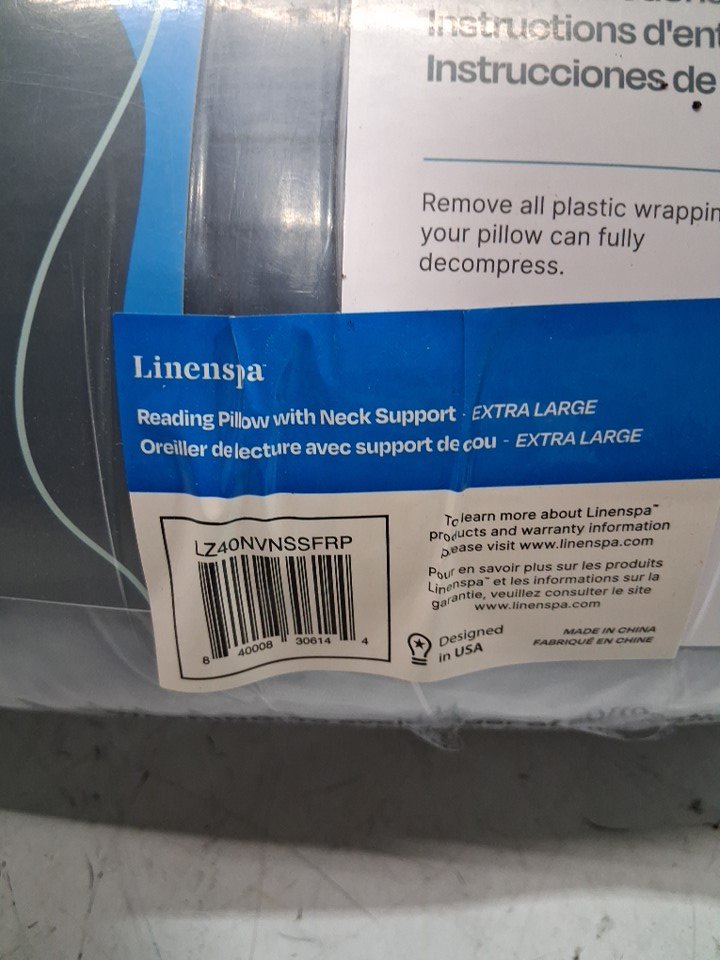 Instructions d'ent
Instrucciones de
Remove all plastic wrappin
your pillow can fully
decompress.
Linenspa
Reading Pillow with Neck Support - EXTRA LARGE
Oreiller de lecture avec support de cou - EXTRA LARGE
LZ40NVNSSFRP
8 40008 30614 4
To learn more about Linenspa™
products and warranty information
please visit www.linenspa.com
Pour en savoir plus sur les produits
Linenspa™ et les informations sur la
garantie, veuillez consulter le site
www.linenspa.com
Designed
in USA
MADE IN CHINA
FABRIQUÉ EN CHINE